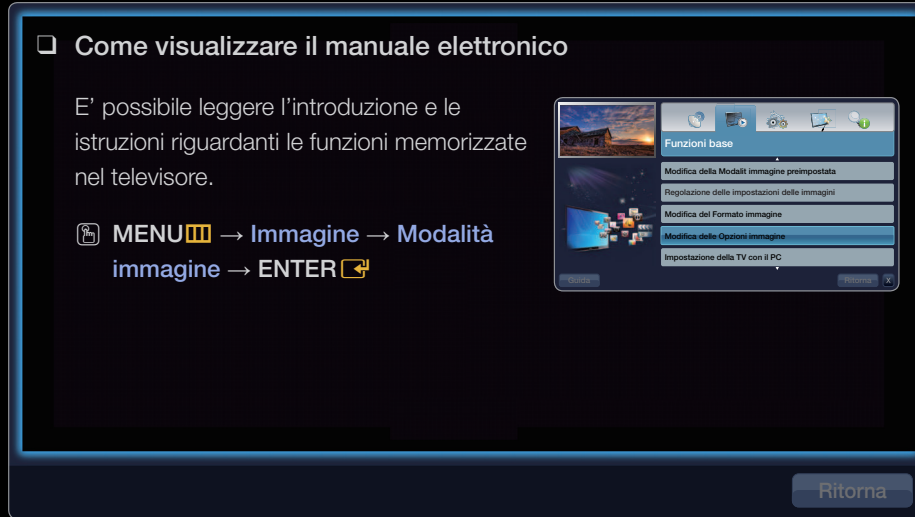 Come visualizzare il manuale elettronico
E' possibile leggere l'introduzione e le
istruzioni riguardanti le funzioni memorizzate
nel televisore.
MENU → Immagine → Modalità
immagine → ENTER
Funzioni base
Modifica della Modalit immagine preimpostata
Regolazione delle impostazioni delle immagini
Modifica del Formato immagine
Modifica delle Opzioni immagine
Impostazione della TV con il PC
Guida
Ritorna X
Ritorna